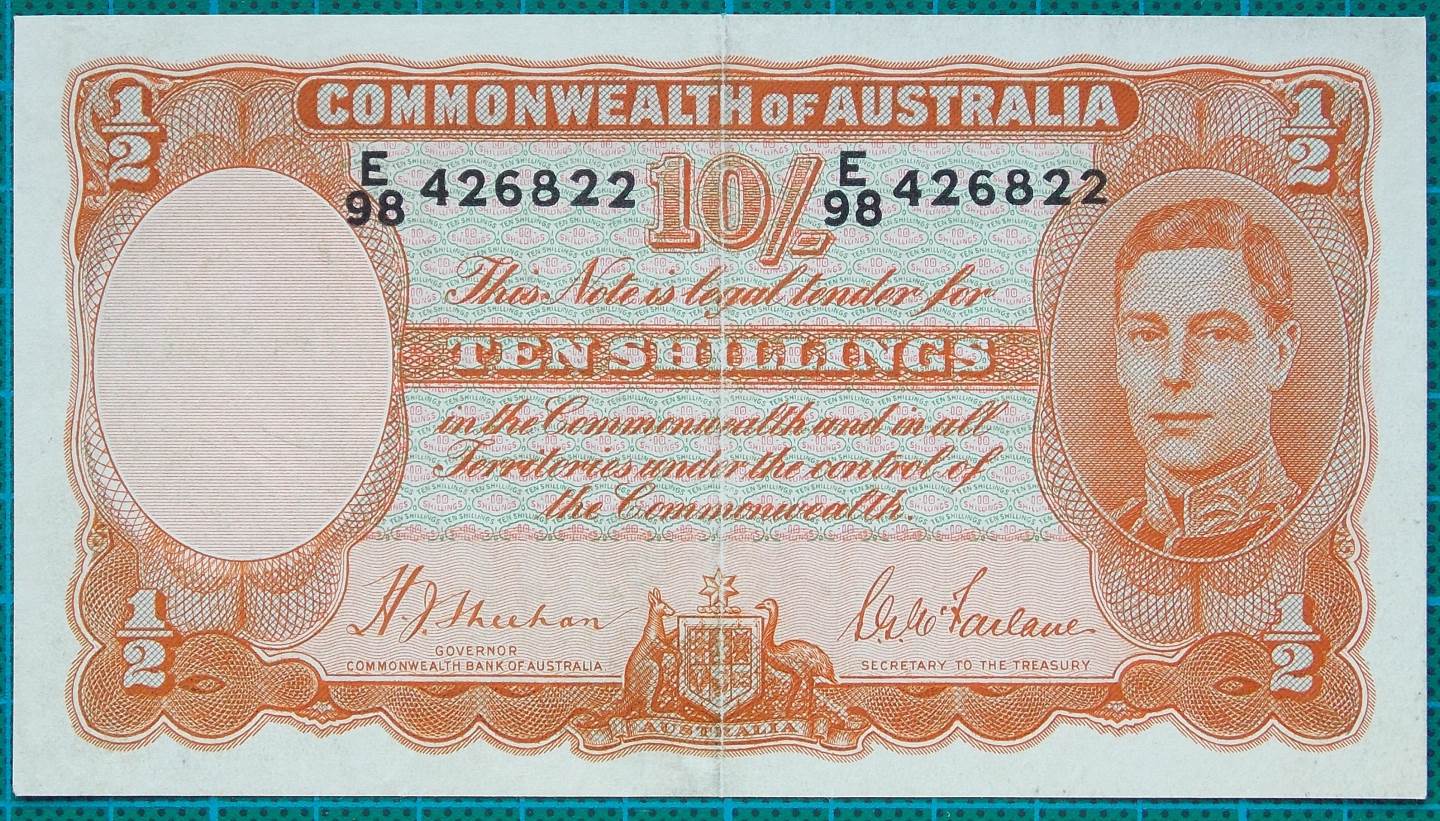 COMMONWEALTH OF AUSTRALIA
1/2
1/2
E
98 426822
10/-
E
98 426822
This Note is legal tender for
TEN SHILLINGS
in the Commonwealth and in all
Territories under the control of
the Commonwealth.
H.J. Sheehan
GOVERNOR
COMMONWEALTH BANK OF AUSTRALIA
McFarlane
SECRETARY TO THE TREASURY
1/2
1/2
AUSTRALIA